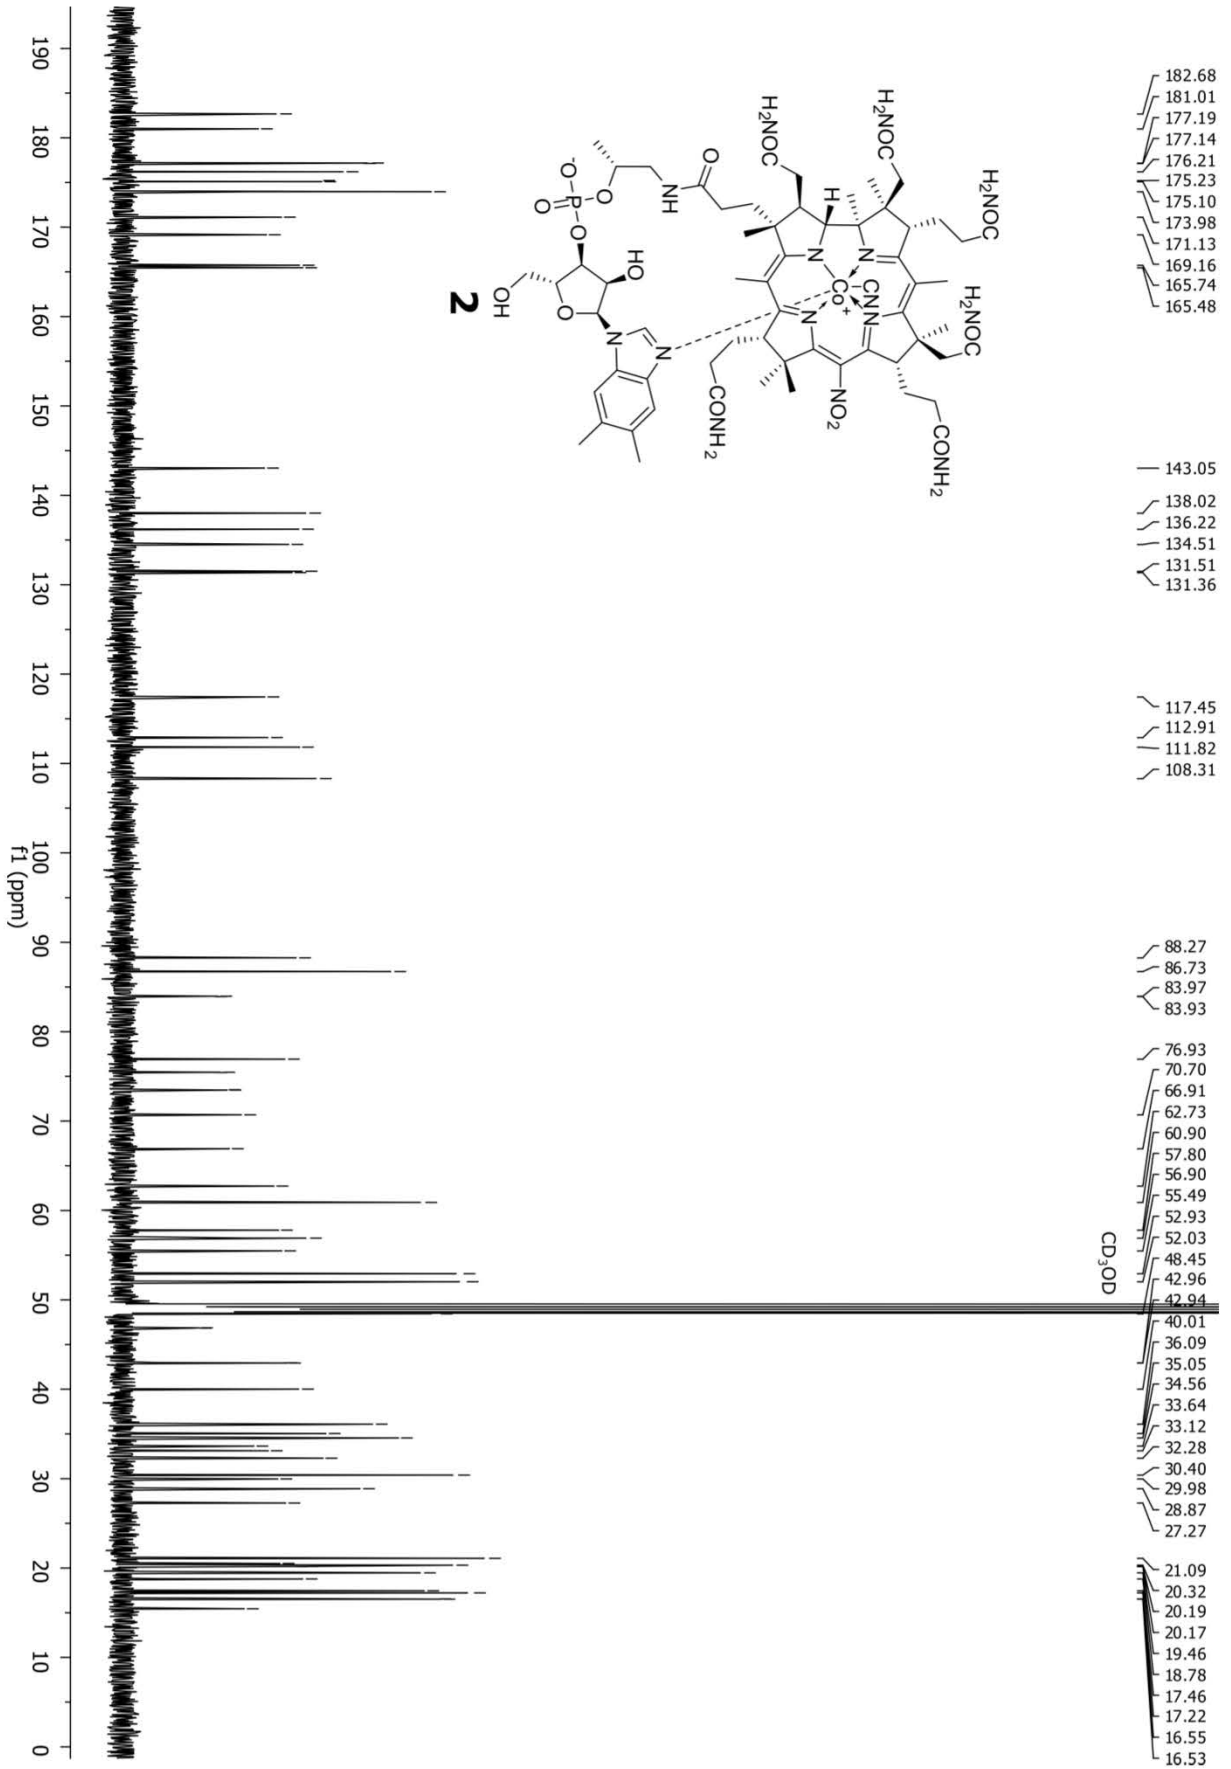 182.68
181.01
177.19
177.14
176.21
175.23
175.10
173.98
171.13
169.16
165.74
165.48
143.05
138.02
136.22
134.51
131.51
131.36
117.45
112.91
111.82
108.31
88.27
86.73
83.97
83.93
76.93
70.70
66.91
62.73
60.90
57.80
56.90
55.49
52.93
52.03
48.45
42.96
42.94
40.01
36.09
35.05
34.56
33.64
33.12
32.28
30.40
29.98
28.87
27.27
21.09
20.32
20.19
20.17
19.46
18.78
17.46
17.22
16.55
16.53
CD3OD
H2NOC
H2NOC
H2NOC
H2NOC
H
N
N
CN
Co
+
N
N
NO2
CONH2
CONH2
O
NH
-O
O
P
O
O
HO
OH
O
N
N
2
190 180 170 160 150 140 130 120 110 100 90 80 70 60 50 40 30 20 10 0
f1 (ppm)